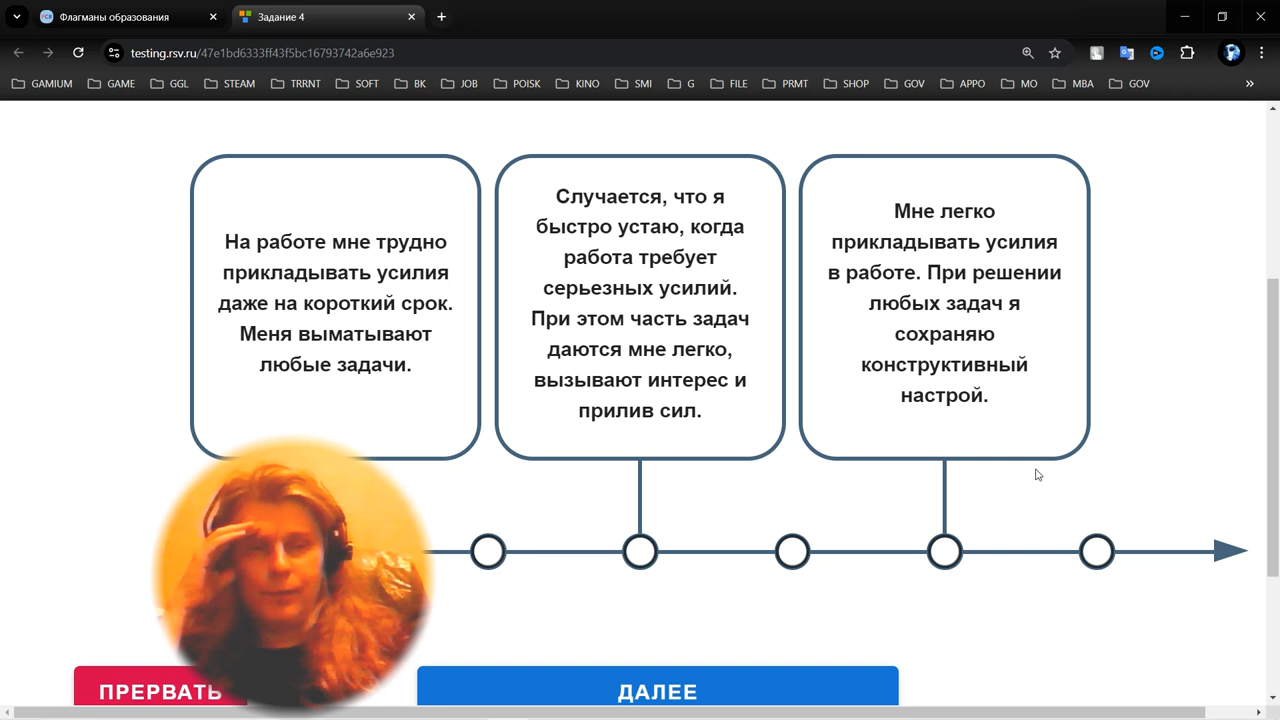 Флагманы образования
Задание 4
testing.rsv.ru/47e1bd6333ff43f5bc16793742a6e923
GAMIUM GAME GGL STEAM TRRNT SOFT BK JOB POISK KINO SMI G FILE PRMT SHOP GOV APPO MO MBA GOV
На работе мне трудно
прикладывать усилия
даже на короткий срок.
Меня выматывают
любые задачи.
Случается, что я
быстро устаю, когда
работа требует
серьезных усилий.
При этом часть задач
даются мне легко,
вызывают интерес и
прилив сил.
Мне легко
прикладывать усилия
в работе. При решении
любых задач я
сохраняю
конструктивный
настрой.
ПРЕРВАТЬ
ДАЛЕЕ